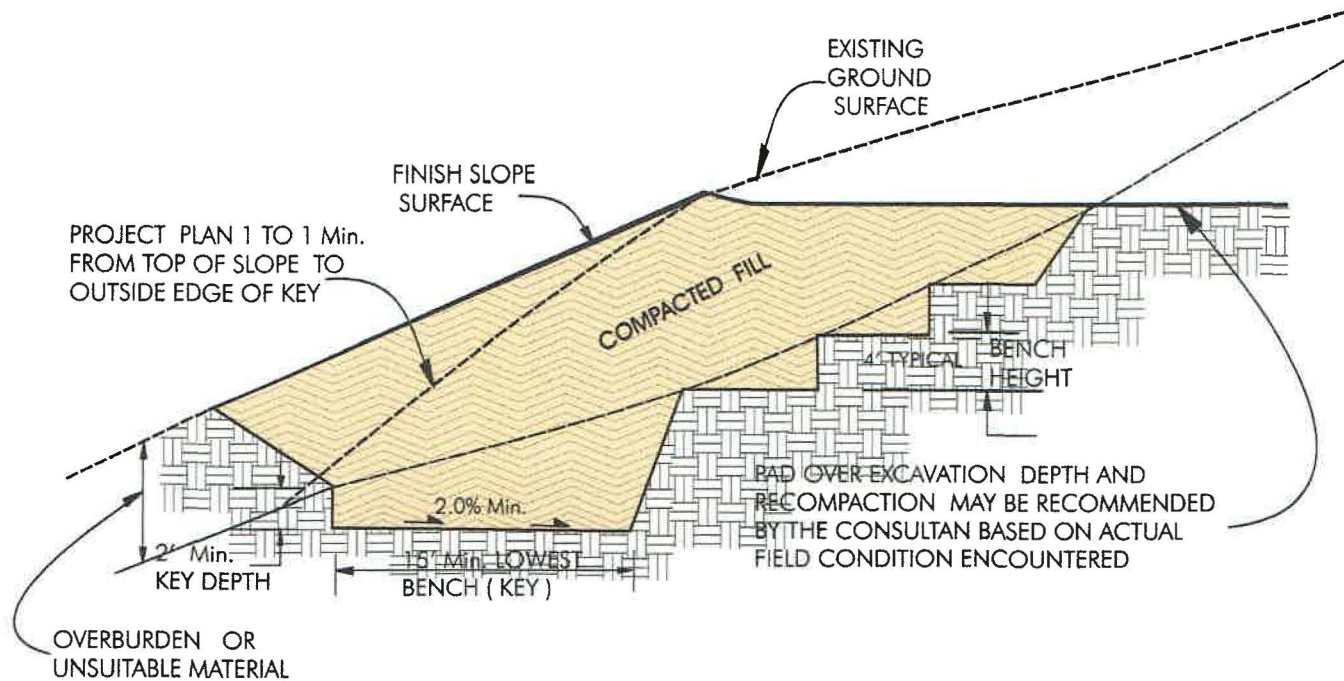 EXISTING
GROUND
SURFACE
FINISH SLOPE
SURFACE
PROJECT PLAN 1 TO 1 Min.
FROM TOP OF SLOPE TO
OUTSIDE EDGE OF KEY
COMPACTED FILL
4' TYPICAL
BENCH
HEIGHT
PAD OVER EXCAVATION DEPTH AND
RECOMPACTION MAY BE RECOMMENDED
BY THE CONSULTAN BASED ON ACTUAL
FIELD CONDITION ENCOUNTERED
2.0% Min.
2' Min.
KEY DEPTH
15' Min. LOWEST
BENCH ( KEY )
OVERBURDEN OR
UNSUITABLE MATERIAL